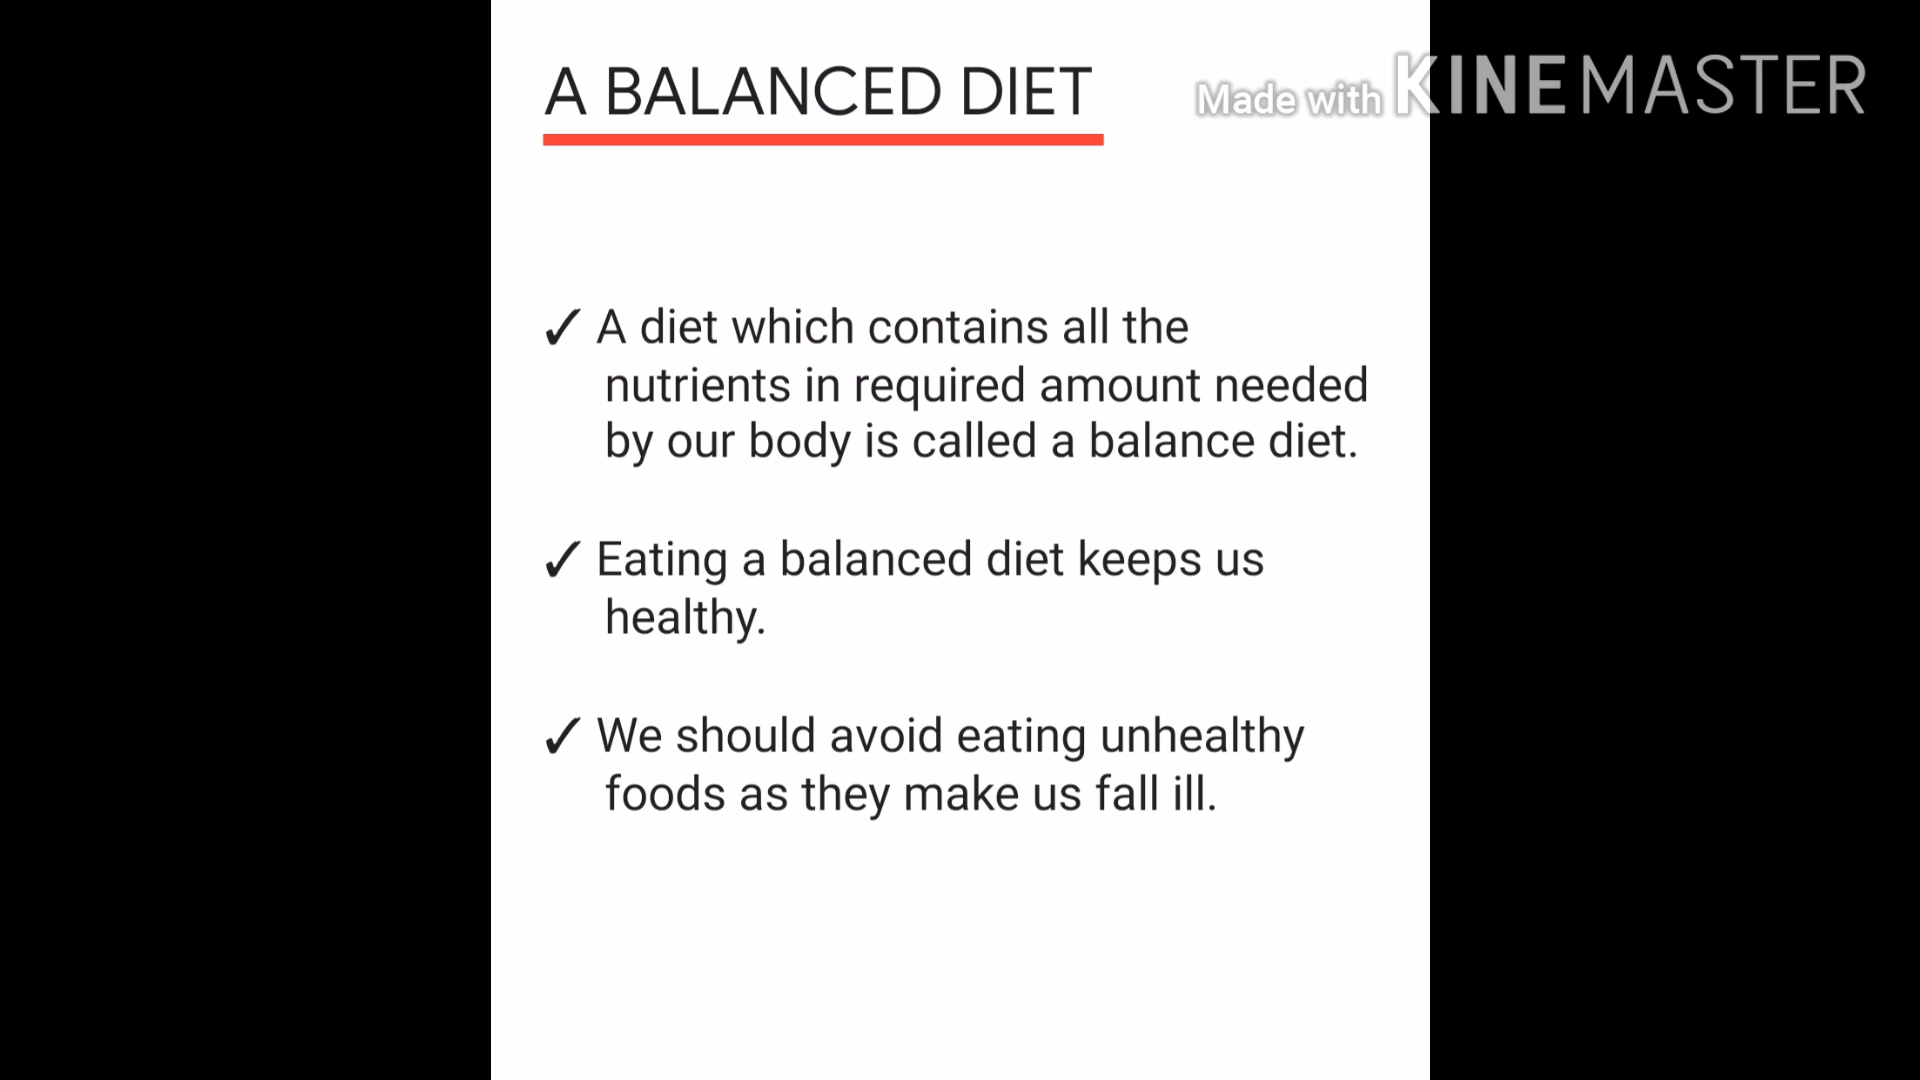 A BALANCED DIET
Made with KINEMASTER
✓ A diet which contains all the
nutrients in required amount needed
by our body is called a balance diet.
✓ Eating a balanced diet keeps us
healthy.
✓ We should avoid eating unhealthy
foods as they make us fall ill.